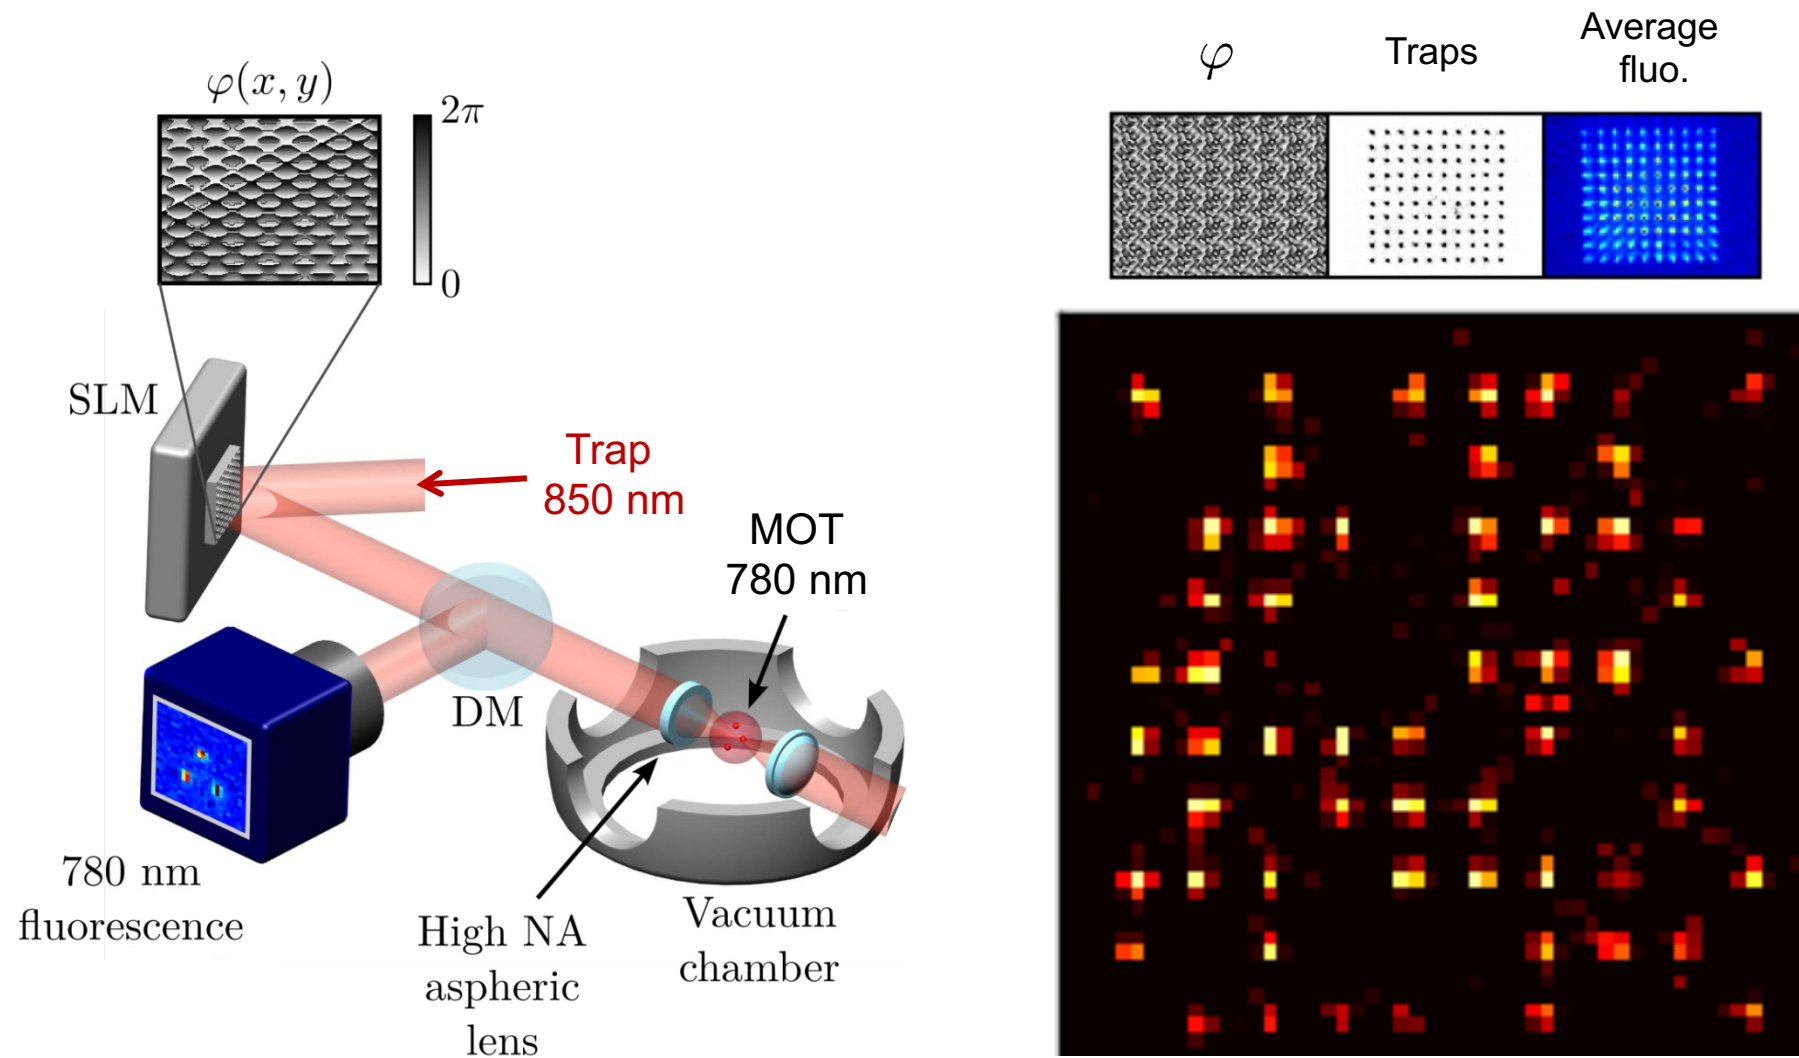 φ(x, y)
2π
0
SLM
Trap
850 nm
MOT
780 nm
DM
780 nm
fluorescence
High NA
aspheric
lens
Vacuum
chamber
φ
Traps
Average
fluo.